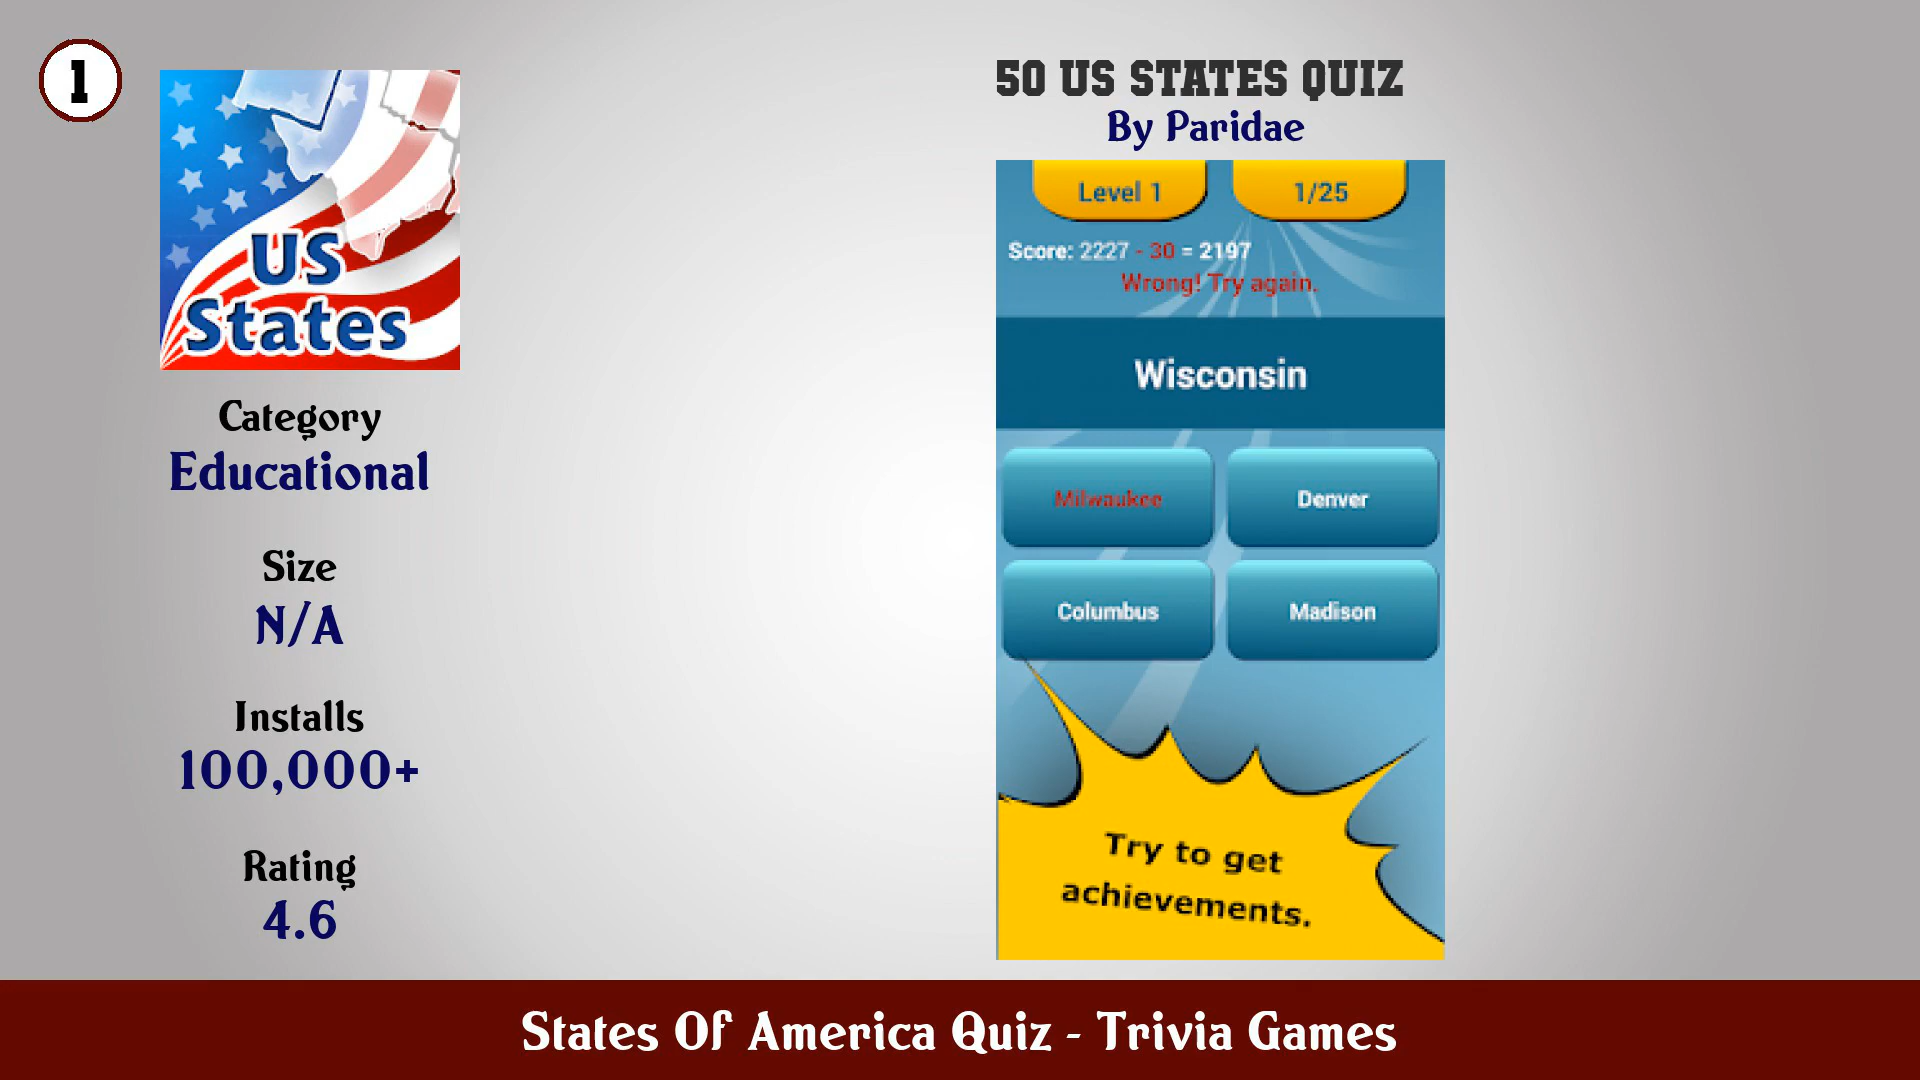 1
US
States
Category
Educational
Size
N/A
Installs
100,000+
Rating
4.6
50 US STATES QUIZ
By Paridae
Level 1
1/25
Score: 2227 - 30 = 2197
Wrong! Try again.
Wisconsin
Milwaukee
Denver
Columbus
Madison
Try to get
achievements.
States Of America Quiz - Trivia Games